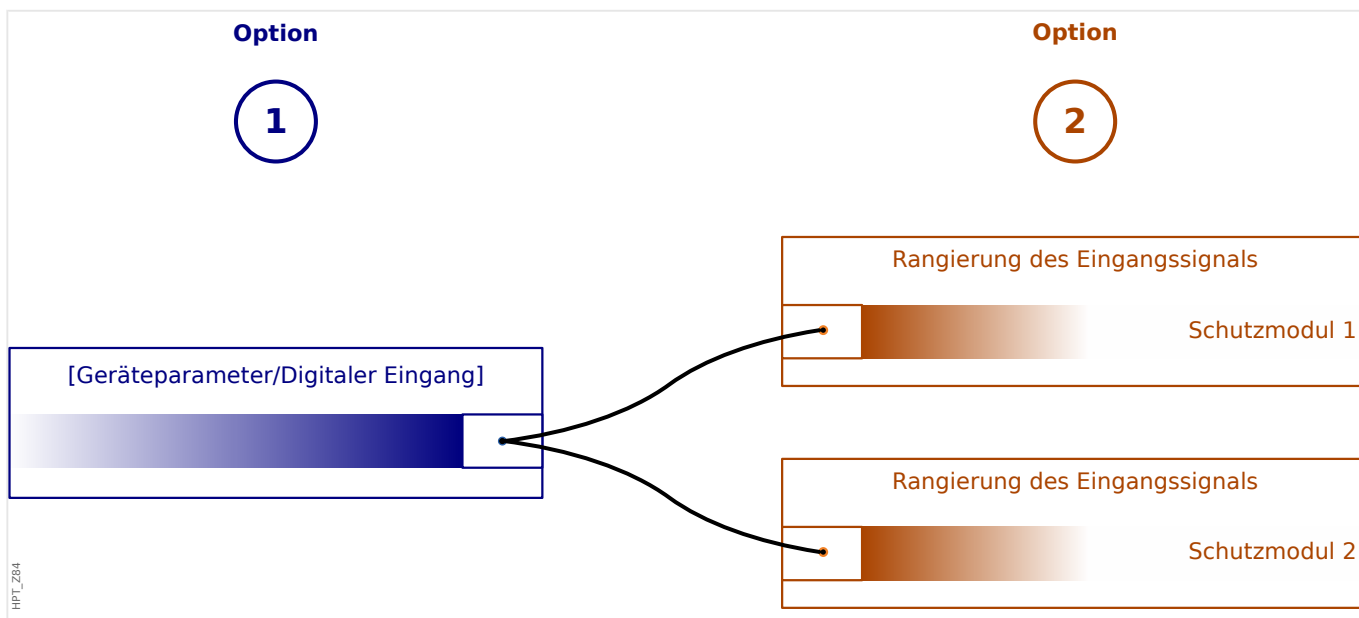 Option
1
Option
2
[Geräteparameter/Digitaler Eingang]
Rangierung des Eingangssignals
Schutzmodul 1
Rangierung des Eingangssignals
Schutzmodul 2
HPT_Z84